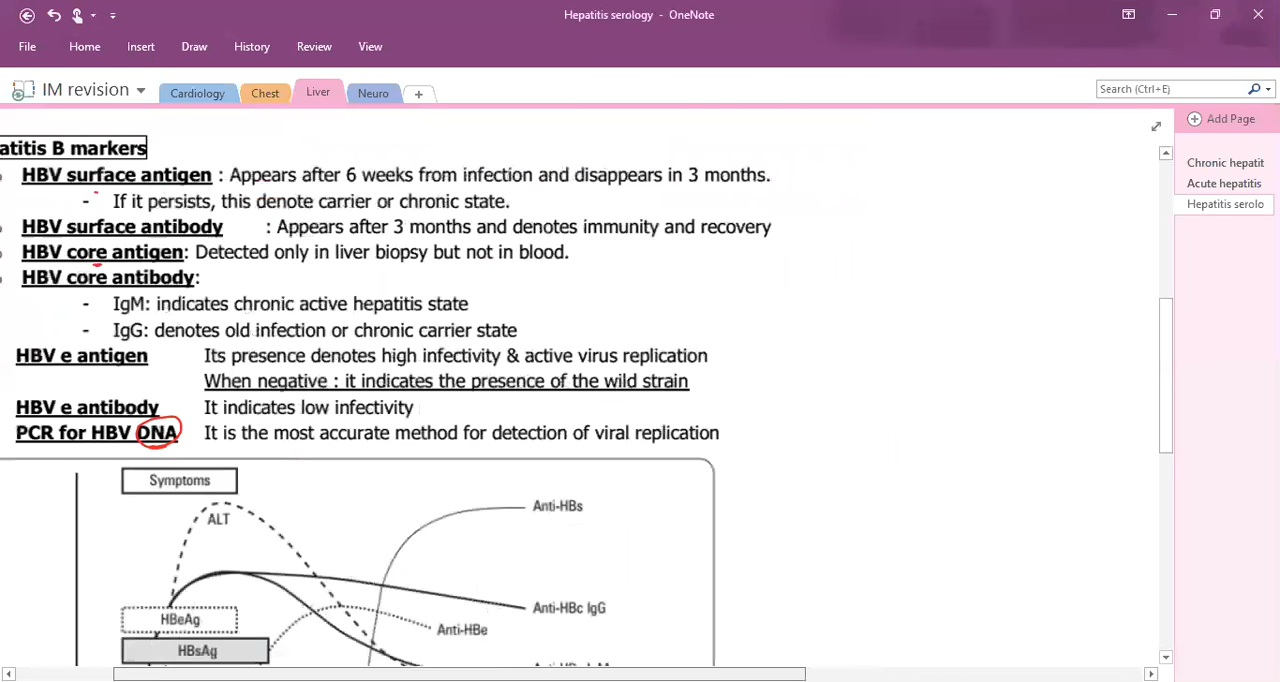 Hepatitis serology - OneNote
File Home Insert Draw History Review View
IM revision Cardiology Chest Liver Neuro +
Search (Ctrl+E)
Add Page
Chronic hepatit
Acute hepatitis
Hepatitis serolo
atitis B markers
HBV surface antigen : Appears after 6 weeks from infection and disappears in 3 months.
- If it persists, this denote carrier or chronic state.
HBV surface antibody : Appears after 3 months and denotes immunity and recovery
HBV core antigen: Detected only in liver biopsy but not in blood.
HBV core antibody:
- IgM: indicates chronic active hepatitis state
- IgG: denotes old infection or chronic carrier state
HBV e antigen Its presence denotes high infectivity & active virus replication
When negative : it indicates the presence of the wild strain
HBV e antibody It indicates low infectivity
PCR for HBV DNA It is the most accurate method for detection of viral replication
Symptoms
ALT
Anti-HBs
Anti-HBc IgG
HBeAg
Anti-HBe
HBsAg